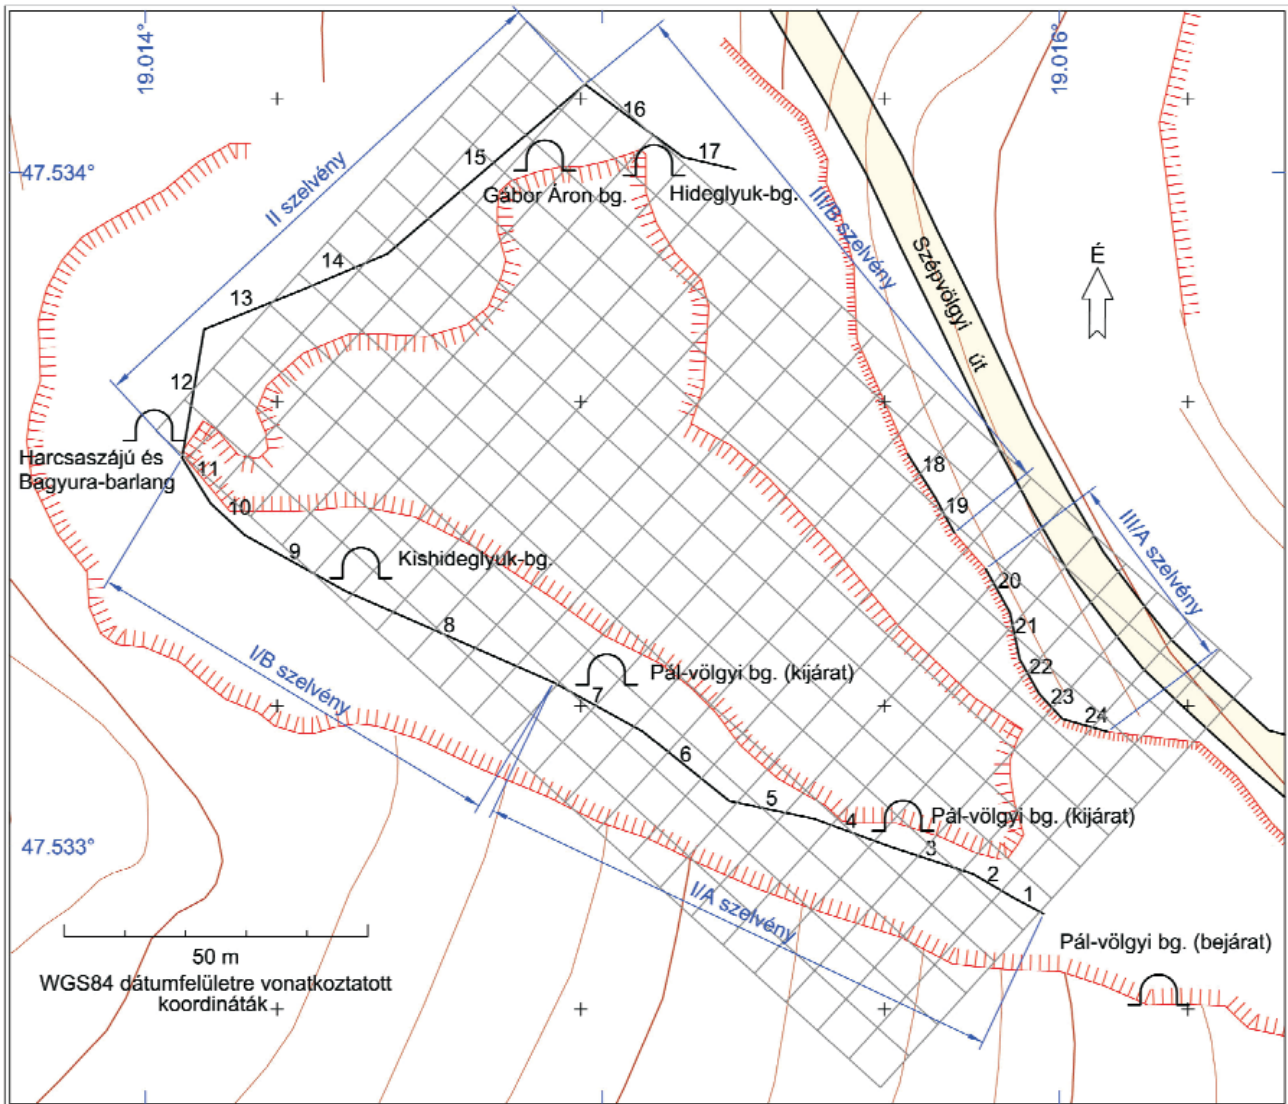 19.014°
19.016°
47.534°
II szelvény
16
15
17
Gábor Áron bg.
Hideglyuk-bg.
III/B szelvény
Szépvölgyi út
É
14
13
12
Harcsaszájú és
Bagyura-barlang
11
10
9
Kishideglyuk-bg.
18
19
III/A szelvény
20
21
22
23
24
8
I/B szelvény
7
Pál-völgyi bg. (kijárat)
6
5
4
Pál-völgyi bg. (kijárat)
3
2
1
47.533°
I/A szelvény
Pál-völgyi bg. (bejárat)
50 m
WGS84 dátumfelületre vonatkoztatott
koordináták